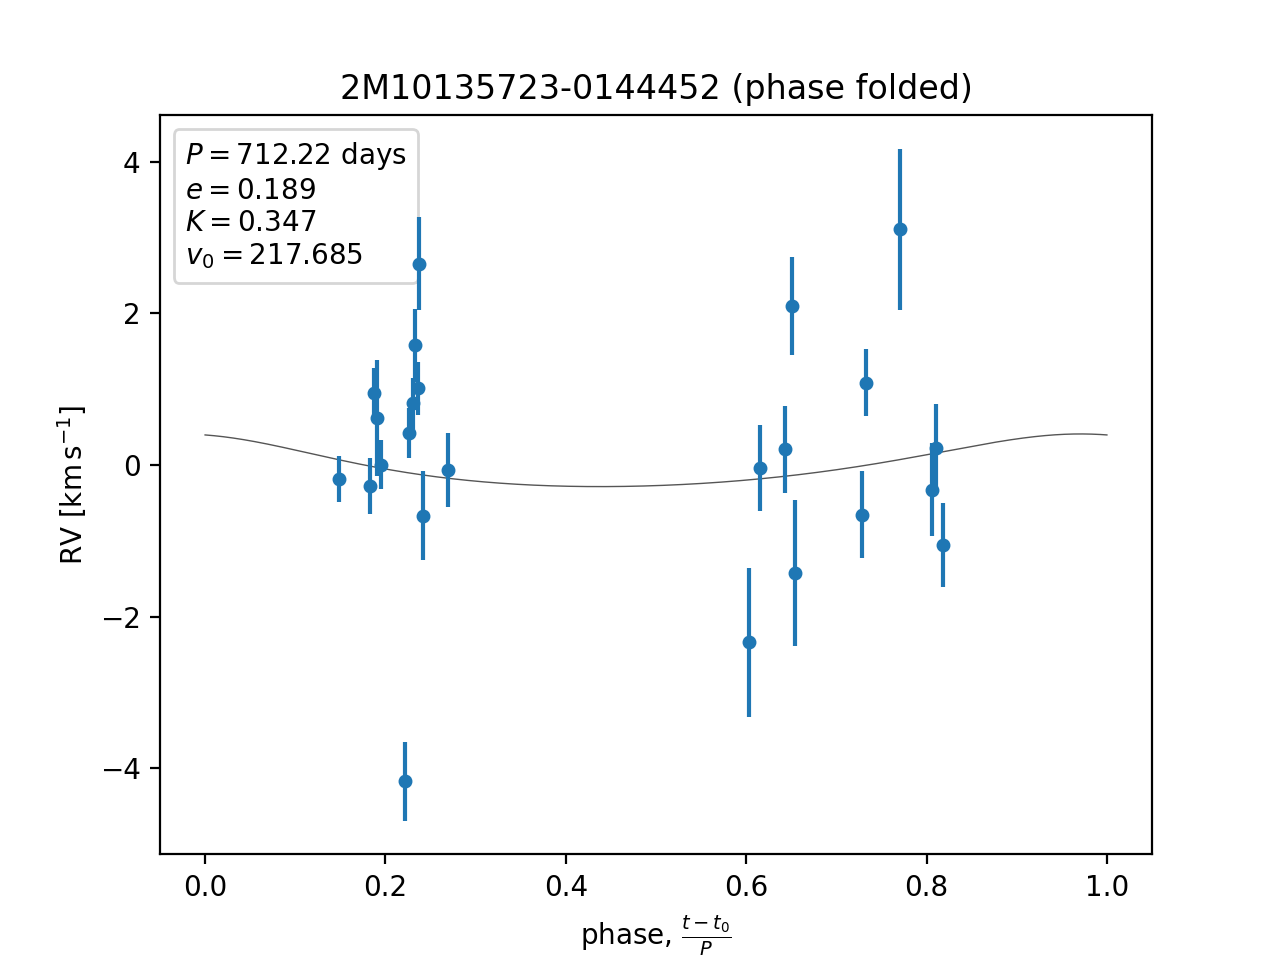 2M10135723-0144452 (phase folded)
P = 712.22 days
e = 0.189
K = 0.347
v₀ = 217.685
4
2
0
−2
−4
RV [km s⁻¹]
0.0 0.2 0.4 0.6 0.8 1.0
phase, (t − t₀)/P